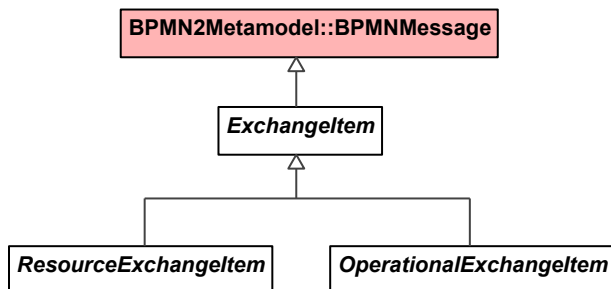 BPMN2Metamodel::BPMNMessage
ExchangeItem
ResourceExchangeItem
OperationalExchangeItem